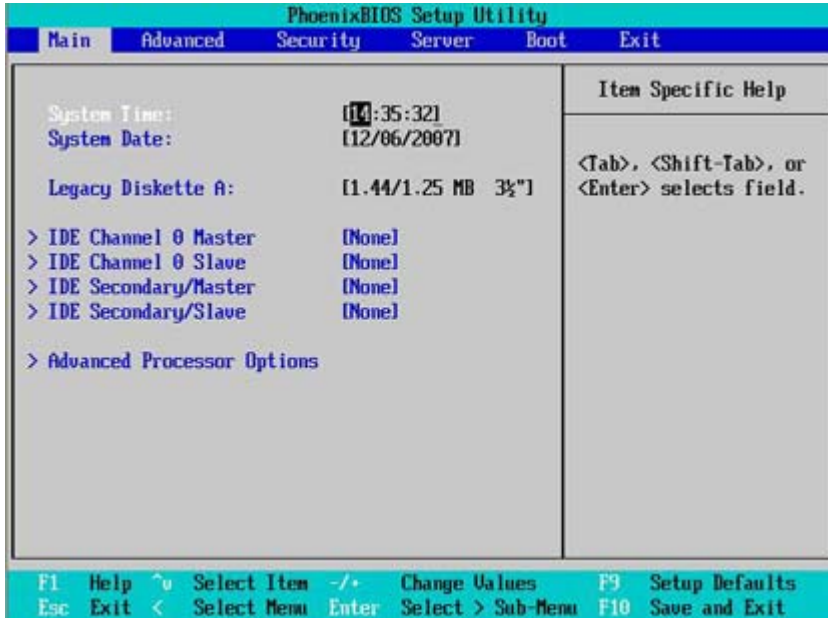 PhoenixBIOS Setup Utility
Main Advanced Security Server Boot Exit
Item Specific Help
System Time: [14:35:32]
System Date: [12/06/2007]
<Tab>, <Shift-Tab>, or
<Enter> selects field.
Legacy Diskette A: [1.44/1.25 MB 3½"]
> IDE Channel 0 Master [None]
> IDE Channel 0 Slave [None]
> IDE Secondary/Master [None]
> IDE Secondary/Slave [None]
> Advanced Processor Options
F1 Help ^v Select Item -/+ Change Values F9 Setup Defaults
Esc Exit < Select Menu Enter Select > Sub-Menu F10 Save and Exit